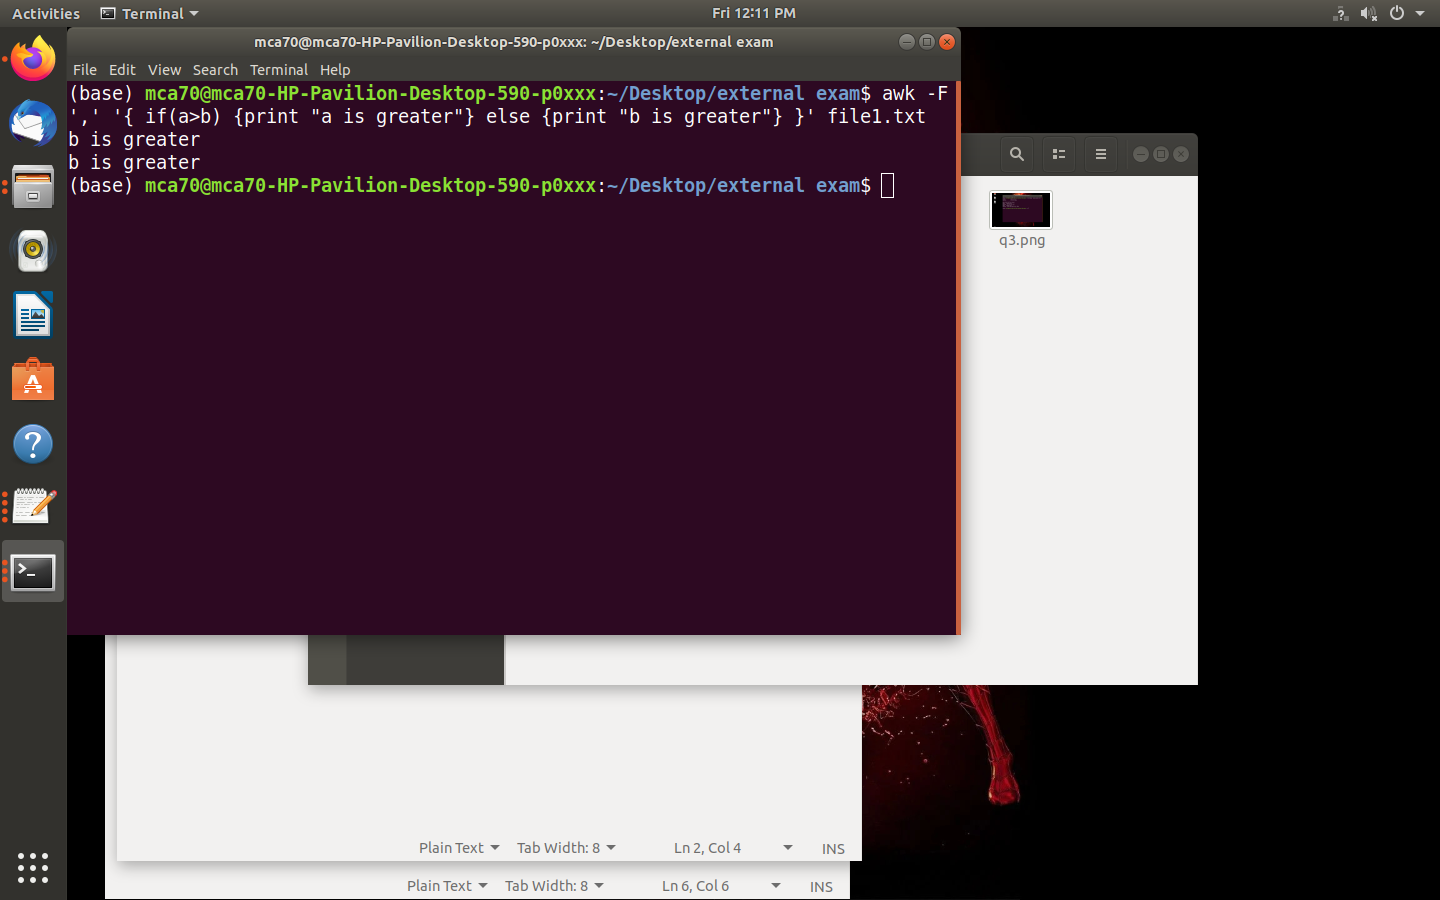 Activities Terminal Fri 12:11 PM
mca70@mca70-HP-Pavilion-Desktop-590-p0xxx: ~/Desktop/external exam
File Edit View Search Terminal Help
(base) mca70@mca70-HP-Pavilion-Desktop-590-p0xxx:~/Desktop/external exam$ awk -F
',' '{ if(a>b) {print "a is greater"} else {print "b is greater"} }' file1.txt
b is greater
b is greater
(base) mca70@mca70-HP-Pavilion-Desktop-590-p0xxx:~/Desktop/external exam$
q3.png
Plain Text Tab Width: 8 Ln 2, Col 4 INS
Plain Text Tab Width: 8 Ln 6, Col 6 INS